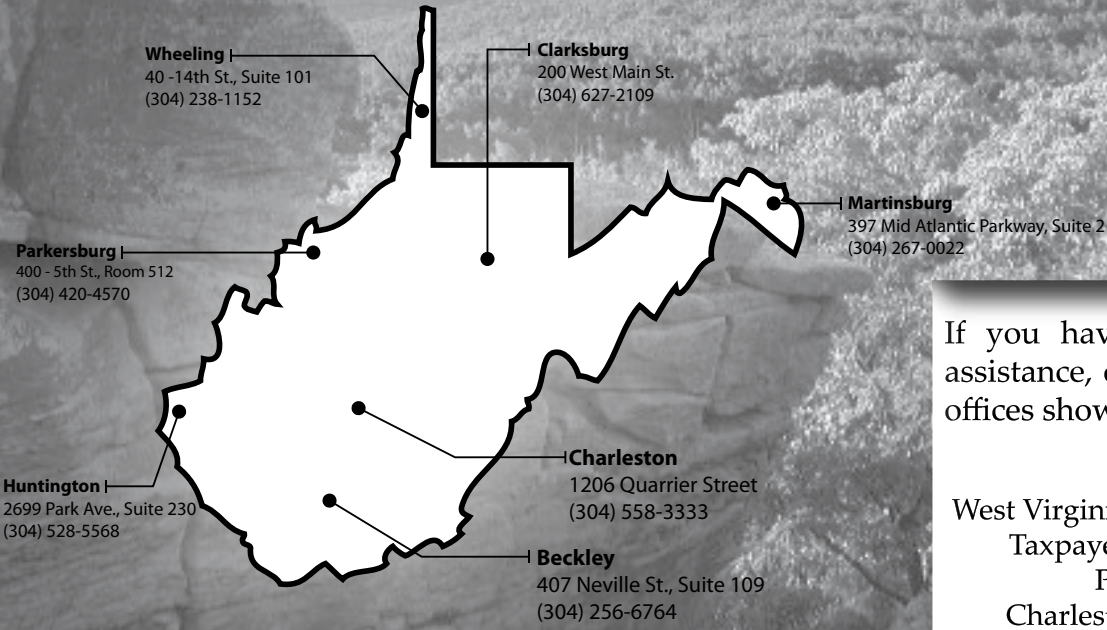 Wheeling
40 -14th St., Suite 101
(304) 238-1152
Clarksburg
200 West Main St.
(304) 627-2109
Martinsburg
397 Mid Atlantic Parkway, Suite 2
(304) 267-0022
Parkersburg
400 - 5th St., Room 512
(304) 420-4570
If you hav
assistance,
offices show
Huntington
2699 Park Ave., Suite 230
(304) 528-5568
Charleston
1206 Quarrier Street
(304) 558-3333
Beckley
407 Neville St., Suite 109
(304) 256-6764
West Virgini
Taxpaye
P
Charlest